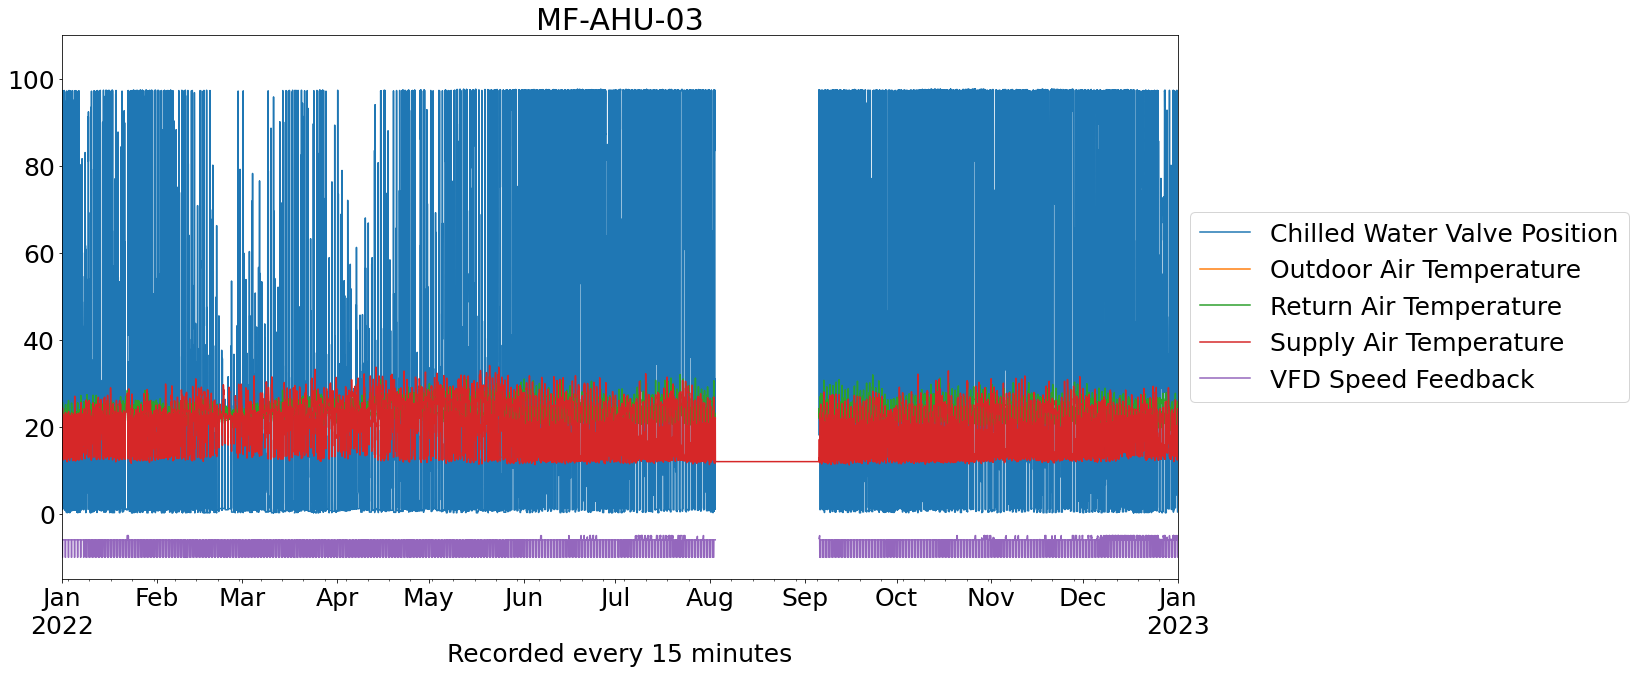 MF-AHU-03
100
80
60
40
20
0
Jan Feb Mar Apr May Jun Jul Aug Sep Oct Nov Dec Jan
2022 2023
Recorded every 15 minutes
Chilled Water Valve Position
Outdoor Air Temperature
Return Air Temperature
Supply Air Temperature
VFD Speed Feedback